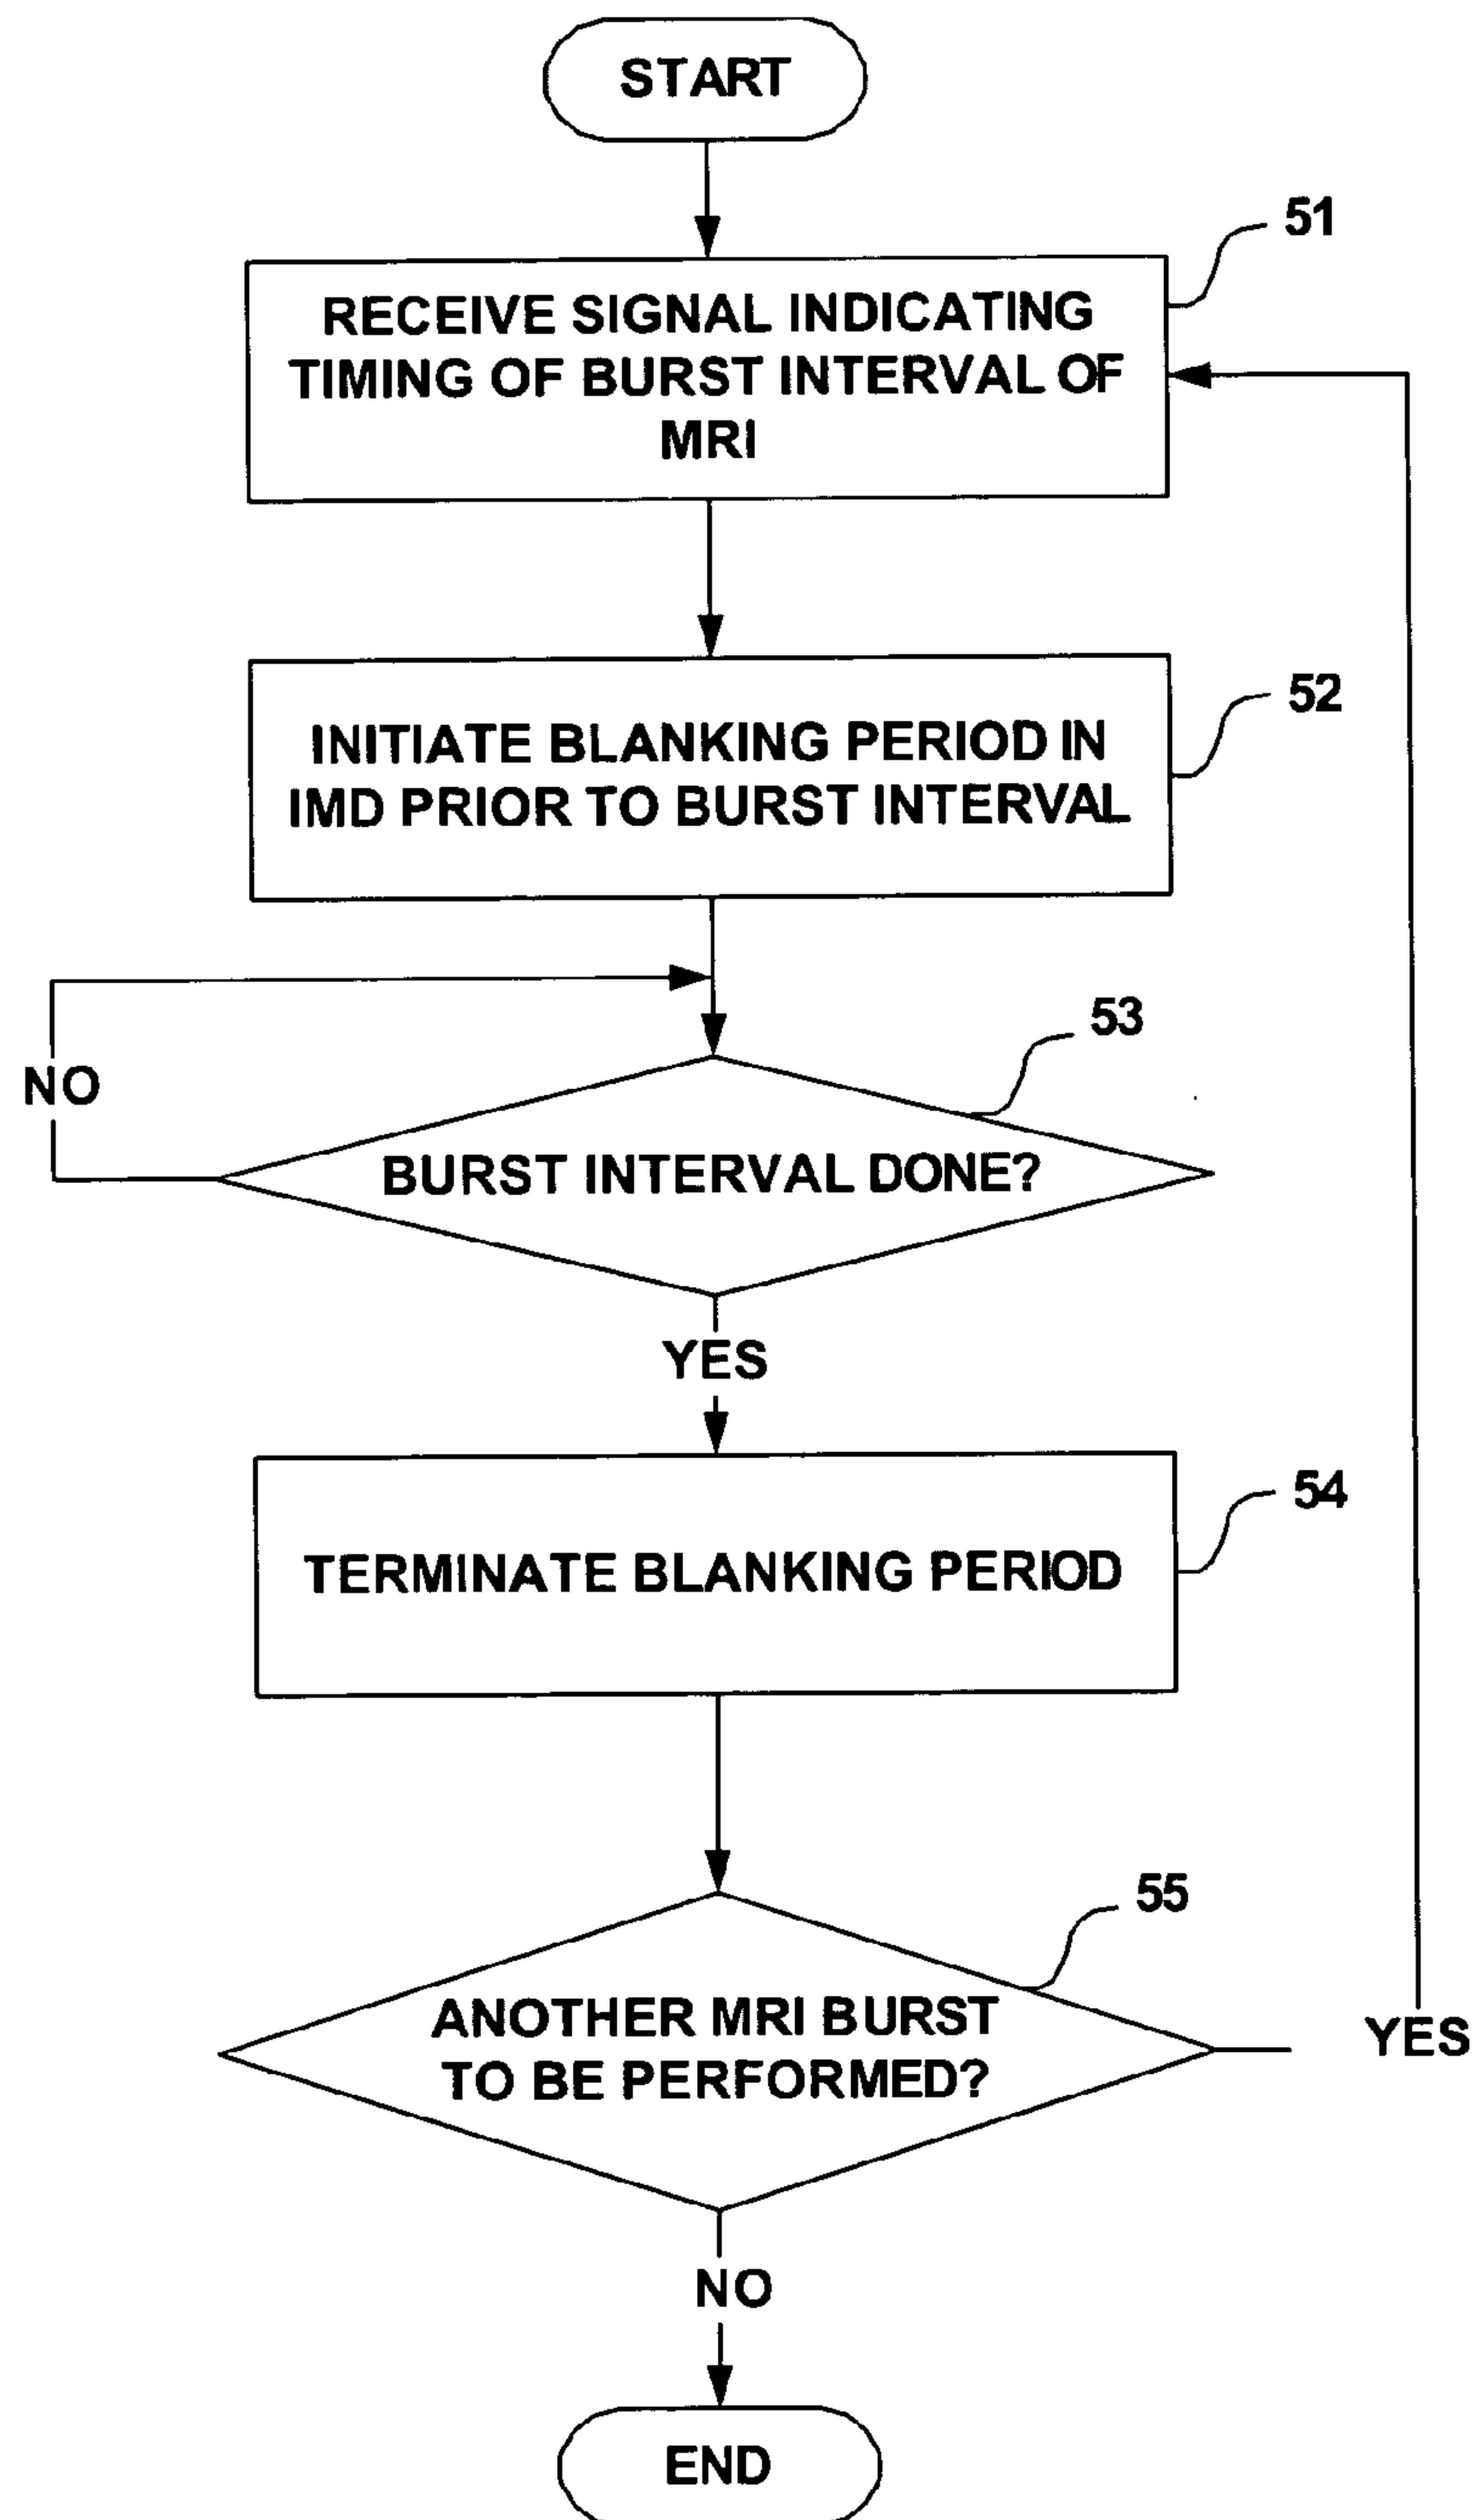 START
51
RECEIVE SIGNAL INDICATING
TIMING OF BURST INTERVAL OF
MRI
52
INITIATE BLANKING PERIOD IN
IMD PRIOR TO BURST INTERVAL
53
NO
BURST INTERVAL DONE?
YES
54
TERMINATE BLANKING PERIOD
55
ANOTHER MRI BURST
TO BE PERFORMED?
YES
NO
END